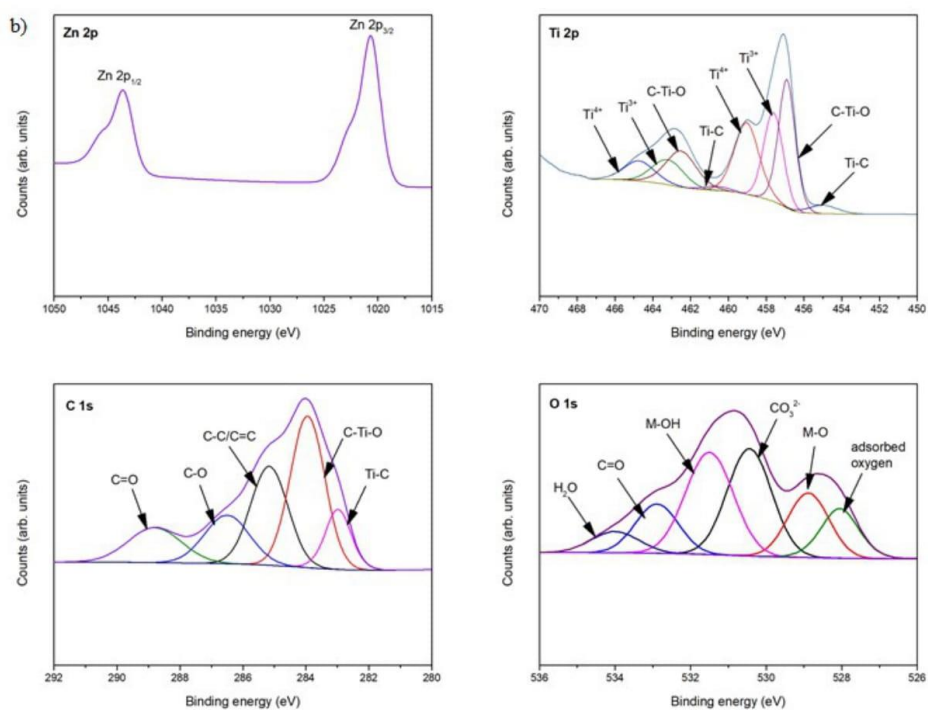 b)
Zn 2p
Zn 2p1/2
Zn 2p3/2
Counts (arb. units)
1050 1045 1040 1035 1030 1025 1020 1015
Binding energy (eV)
Ti 2p
Ti4+
Ti3+
C-Ti-O
Ti-C
Ti4+
Ti3+
C-Ti-O
Ti-C
Counts (arb. units)
470 468 466 464 462 460 458 456 454 452 450
Binding energy (eV)
C 1s
C=O
C-O
C-C/C=C
C-Ti-O
Ti-C
Counts (arb. units)
292 290 288 286 284 282 280
Binding energy (eV)
O 1s
H2O
C=O
M-OH
CO3 2-
M-O
adsorbed
oxygen
Counts (arb. units)
536 534 532 530 528 526
Binding energy (eV)